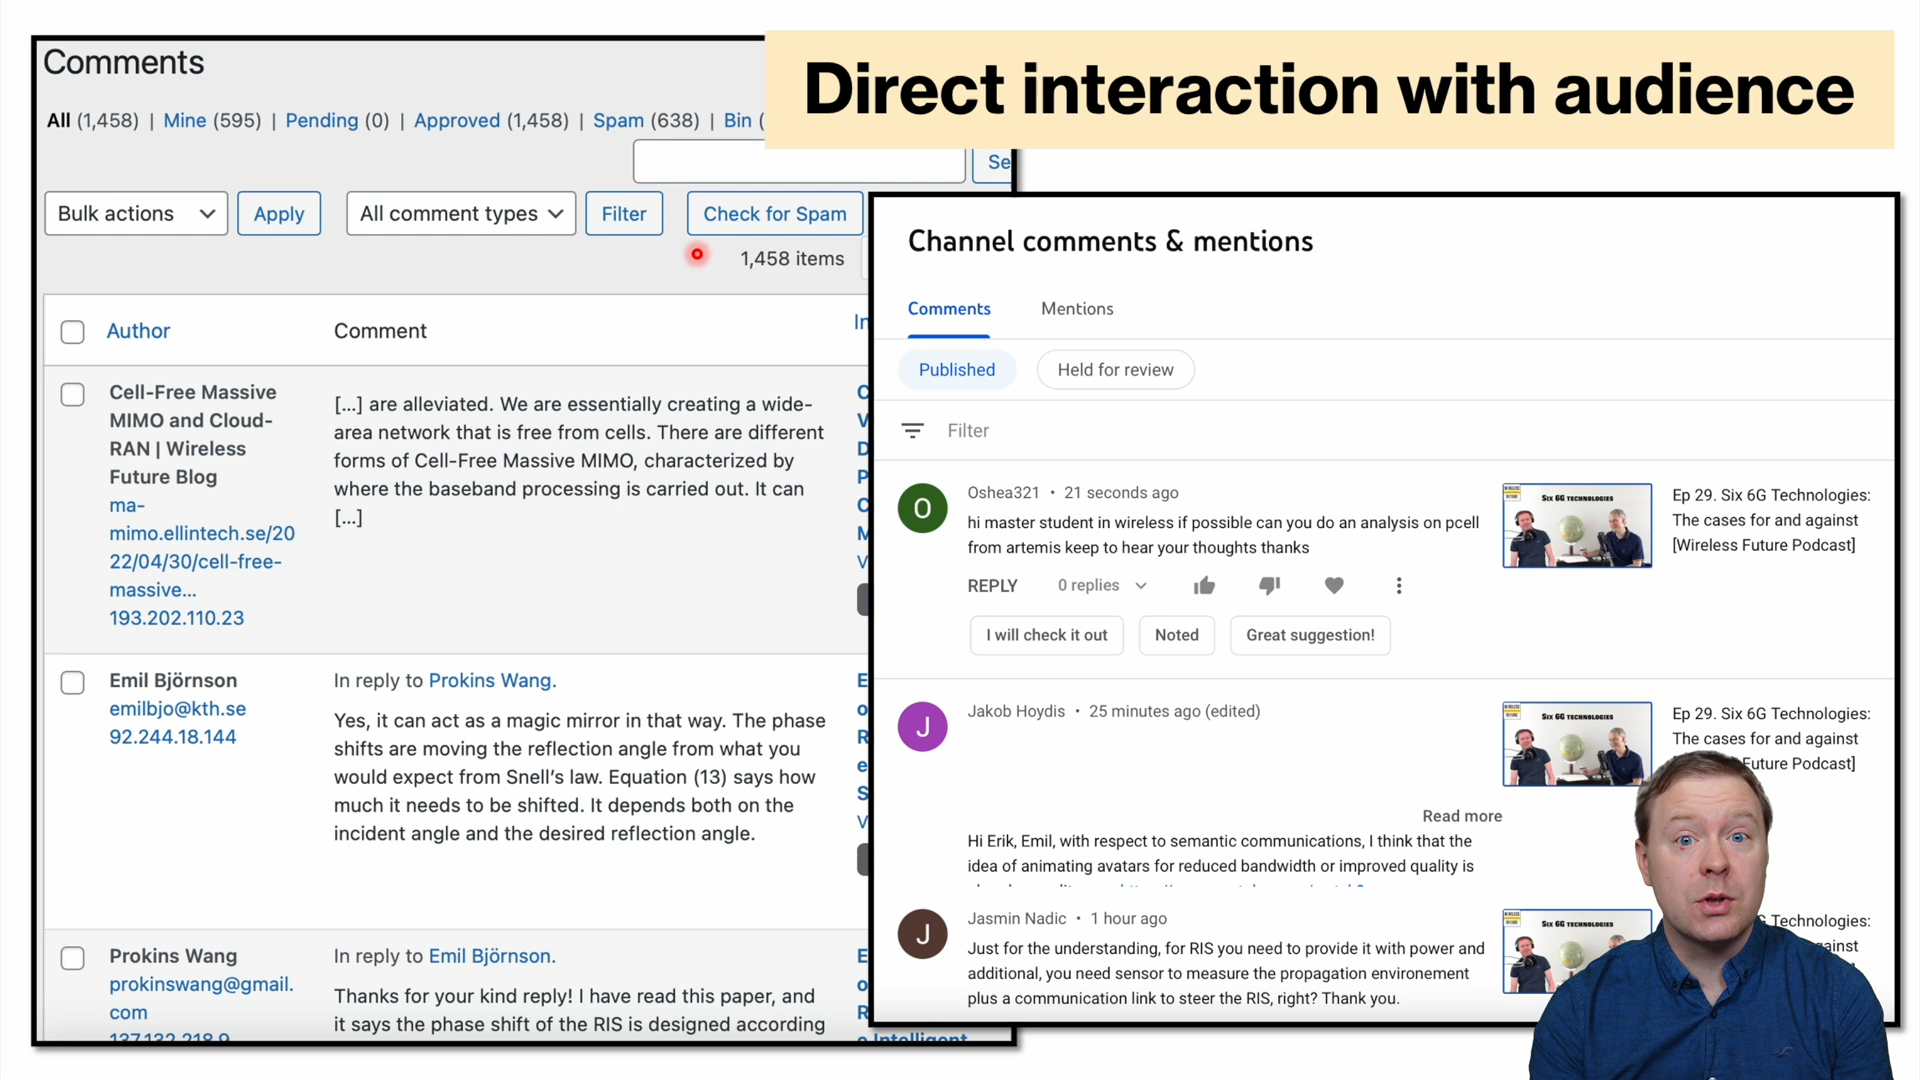 Direct interaction with audience
Comments
All (1,458) | Mine (595) | Pending (0) | Approved (1,458) | Spam (638) | Bin (
Se
Bulk actions
Apply
All comment types
Filter
Check for Spam
1,458 items
Author
Comment
In
Cell-Free Massive
MIMO and Cloud-
RAN | Wireless
Future Blog
ma-
mimo.ellintech.se/20
22/04/30/cell-free-
massive...
193.202.110.23
[...] are alleviated. We are essentially creating a wide-
area network that is free from cells. There are different
forms of Cell-Free Massive MIMO, characterized by
where the baseband processing is carried out. It can
[...]
Emil Björnson
emilbjo@kth.se
92.244.18.144
In reply to Prokins Wang.
Yes, it can act as a magic mirror in that way. The phase
shifts are moving the reflection angle from what you
would expect from Snell's law. Equation (13) says how
much it needs to be shifted. It depends both on the
incident angle and the desired reflection angle.
Prokins Wang
prokinswang@gmail.
com
137.132.218.9
In reply to Emil Björnson.
Thanks for your kind reply! I have read this paper, and
it says the phase shift of the RIS is designed according
Intelligent
Channel comments & mentions
Comments
Mentions
Published
Held for review
Filter
O
Oshea321 • 21 seconds ago
hi master student in wireless if possible can you do an analysis on pcell
from artemis keep to hear your thoughts thanks
REPLY
0 replies
I will check it out
Noted
Great suggestion!
SIX 6G TECHNOLOGIES
Ep 29. Six 6G Technologies:
The cases for and against
[Wireless Future Podcast]
J
Jakob Hoydis • 25 minutes ago (edited)
Read more
Hi Erik, Emil, with respect to semantic communications, I think that the
idea of animating avatars for reduced bandwidth or improved quality is
SIX 6G TECHNOLOGIES
Ep 29. Six 6G Technologies:
The cases for and against
Future Podcast]
J
Jasmin Nadic • 1 hour ago
Just for the understanding, for RIS you need to provide it with power and
additional, you need sensor to measure the propagation environement
plus a communication link to steer the RIS, right? Thank you.
SIX 6G TECHNOLOGIES
Technologies: